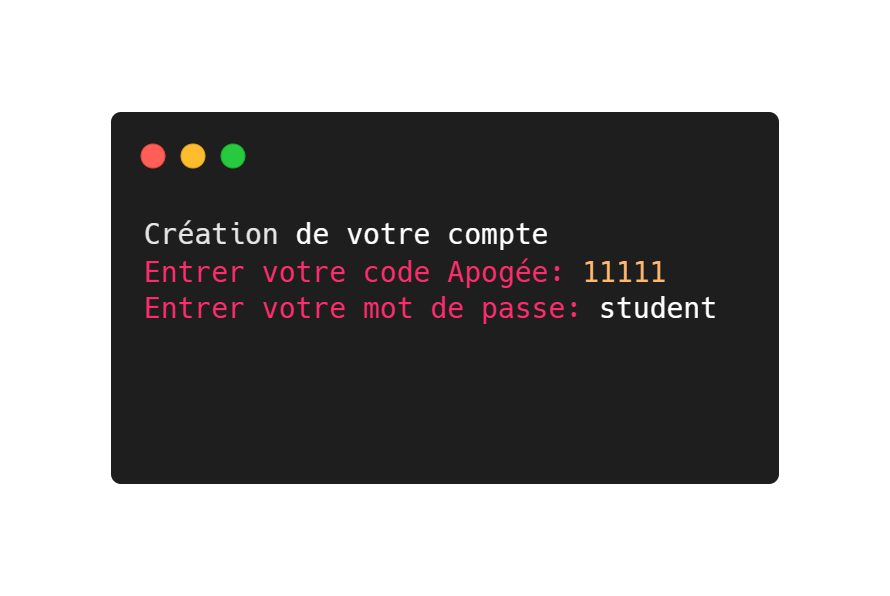 Création de votre compte
Entrer votre code Apogée: 11111
Entrer votre mot de passe: student